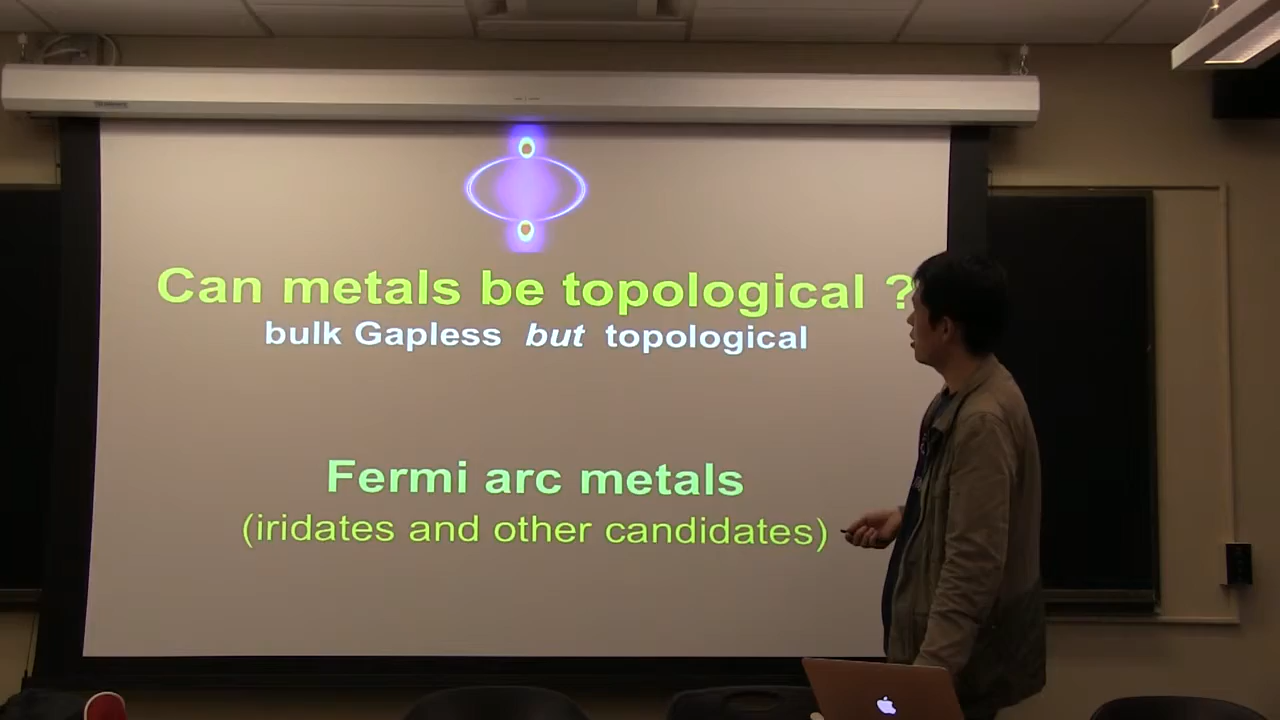 Can metals be topological ?
bulk Gapless but topological
Fermi arc metals
(iridates and other candidates)